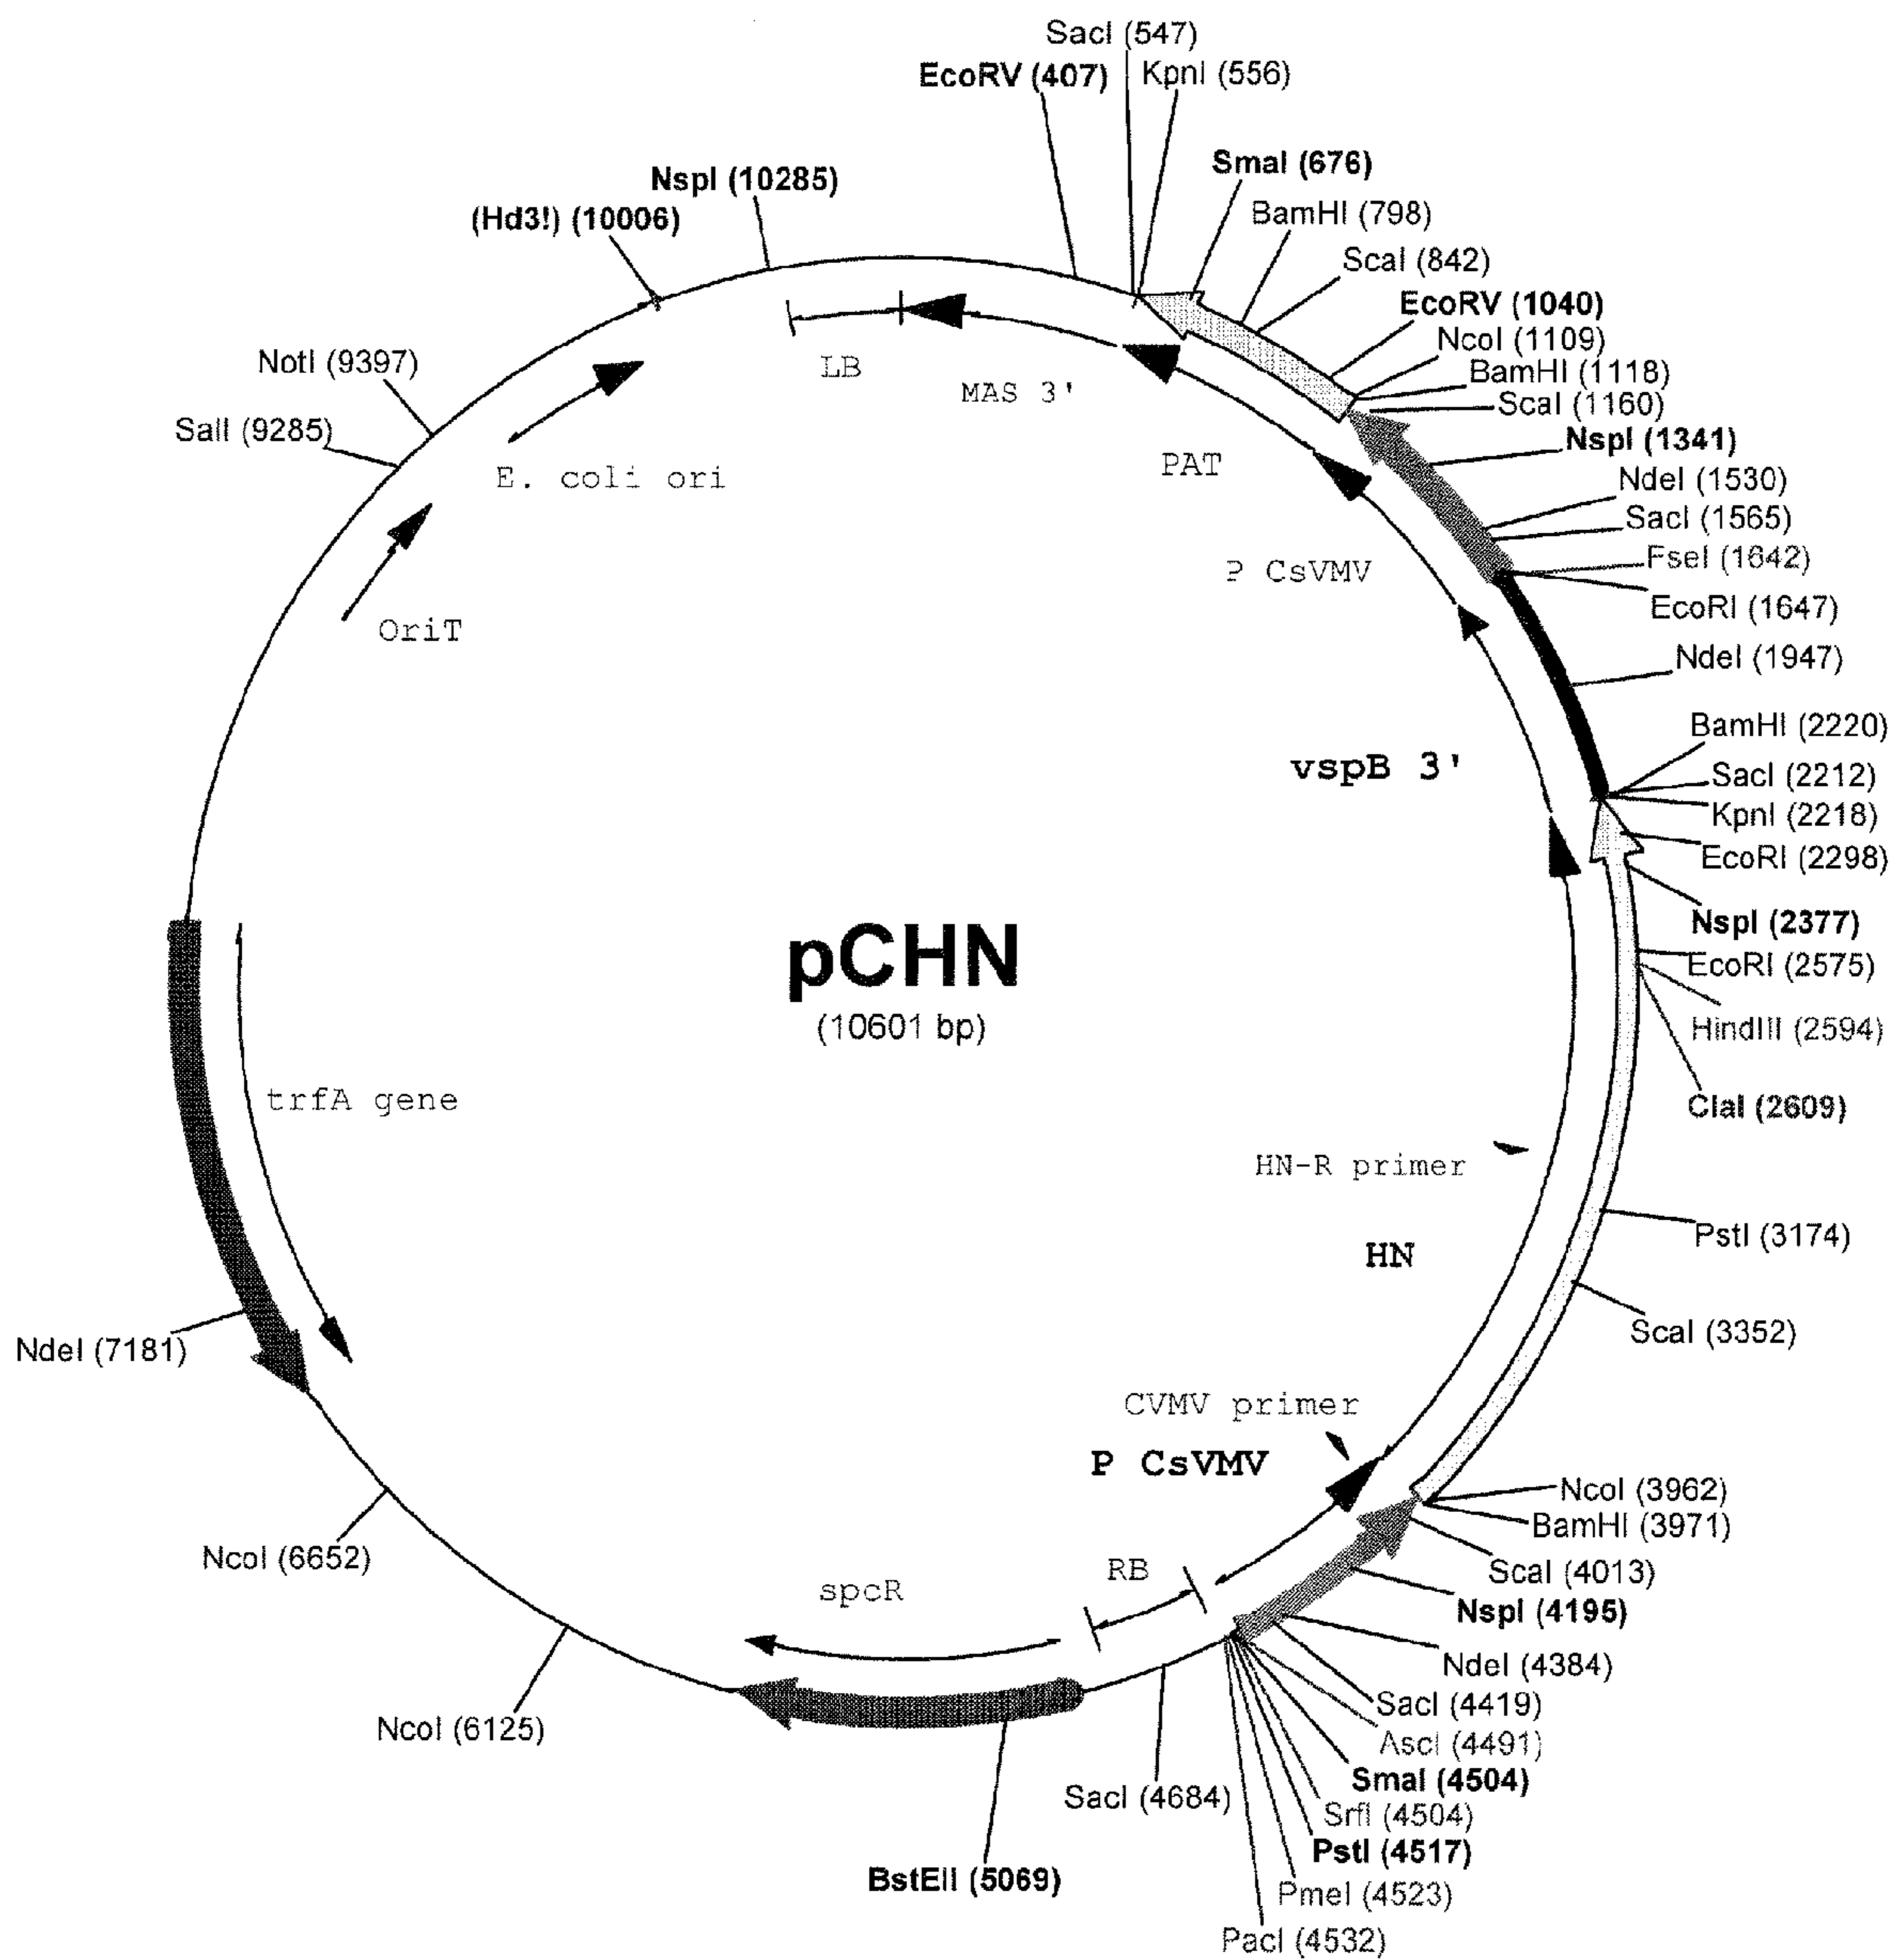 SacI (547)
EcoRV (407)
KpnI (556)
SmaI (676)
NspI (10285)
BamHI (798)
(Hd3!) (10006)
ScaI (842)
EcoRV (1040)
NcoI (1109)
NotI (9397)
LB
BamHI (1118)
MAS 3'
ScaI (1160)
SalI (9285)
NspI (1341)
PAT
E. coli ori
NdeI (1530)
SacI (1565)
FseI (1642)
P CsVMV
EcoRI (1647)
OriT
NdeI (1947)
BamHI (2220)
vspB 3'
SacI (2212)
KpnI (2218)
EcoRI (2298)
NspI (2377)
pCHN
EcoRI (2575)
(10601 bp)
HindIII (2594)
trfA gene
ClaI (2609)
HN-R primer
PstI (3174)
HN
ScaI (3352)
NdeI (7181)
CVMV primer
P CsVMV
NcoI (3962)
BamHI (3971)
NcoI (6652)
RB
ScaI (4013)
spcR
NspI (4195)
NdeI (4384)
SacI (4419)
NcoI (6125)
AscI (4491)
SmaI (4504)
SacI (4684)
SrfI (4504)
PstI (4517)
BstEII (5069)
PmeI (4523)
PacI (4532)